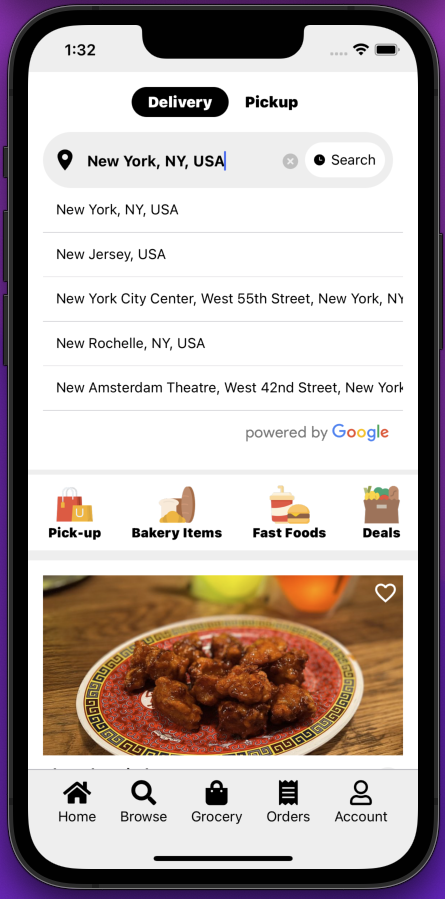 1:32
Delivery Pickup
New York, NY, USA Search
New York, NY, USA
New Jersey, USA
New York City Center, West 55th Street, New York, NY
New Rochelle, NY, USA
New Amsterdam Theatre, West 42nd Street, New York
powered by Google
Pick-up Bakery Items Fast Foods Deals
Home Browse Grocery Orders Account